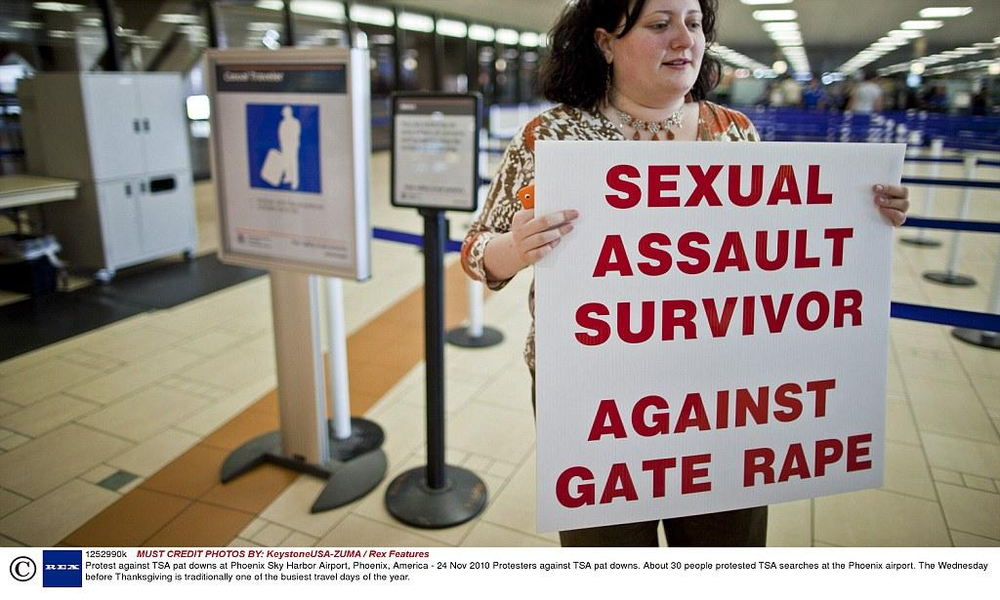 Casual Traveler
SEXUAL
ASSAULT
SURVIVOR
AGAINST
GATE RAPE
© REX
1252990k MUST CREDIT PHOTOS BY: KeystoneUSA-ZUMA / Rex Features
Protest against TSA pat downs at Phoenix Sky Harbor Airport, Phoenix, America - 24 Nov 2010 Protesters against TSA pat downs. About 30 people protested TSA searches at the Phoenix airport. The Wednesday
before Thanksgiving is traditionally one of the busiest travel days of the year.